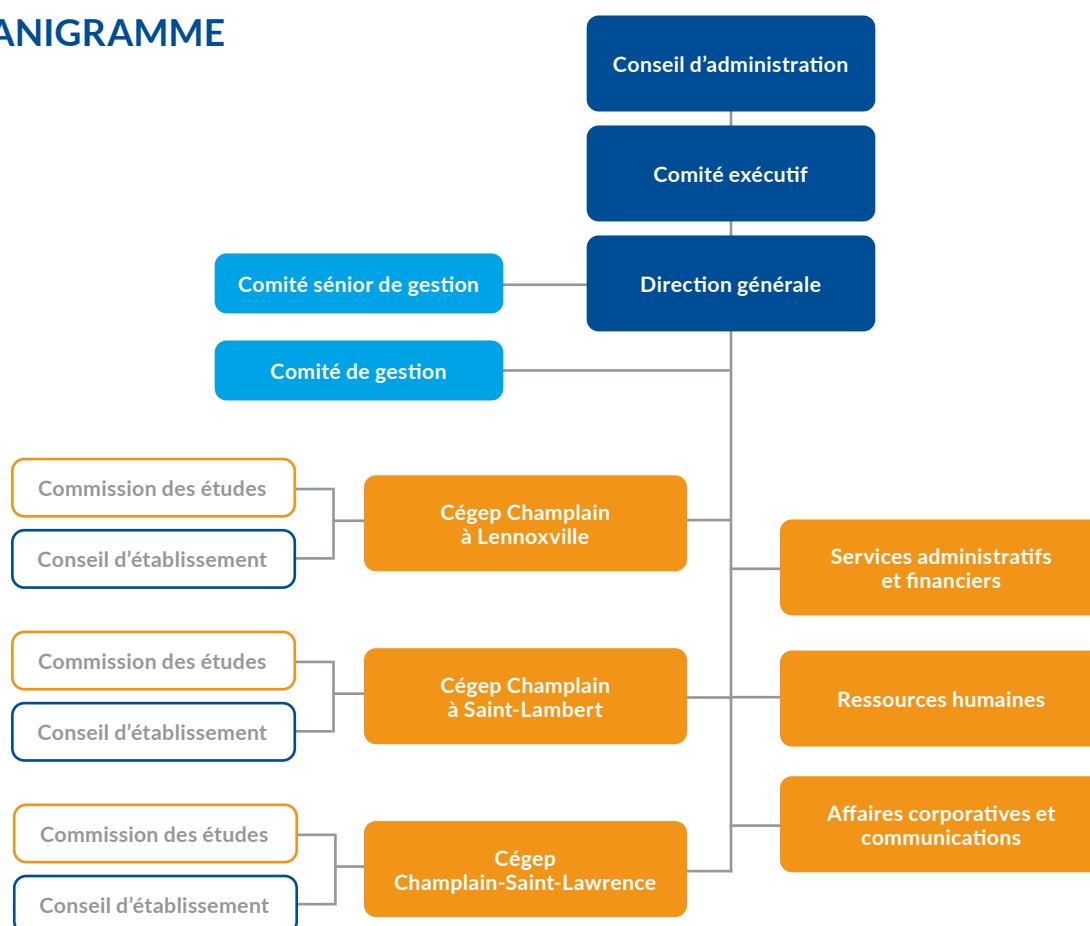 ANIGRAMME
Conseil d'administration
Comité exécutif
Direction générale
Comité sénior de gestion
Comité de gestion
Commission des études
Conseil d'établissement
Cégep Champlain
à Lennoxville
Services administratifs
et financiers
Commission des études
Conseil d'établissement
Cégep Champlain
à Saint-Lambert
Ressources humaines
Commission des études
Conseil d'établissement
Cégep
Champlain-Saint-Lawrence
Affaires corporatives et
communications